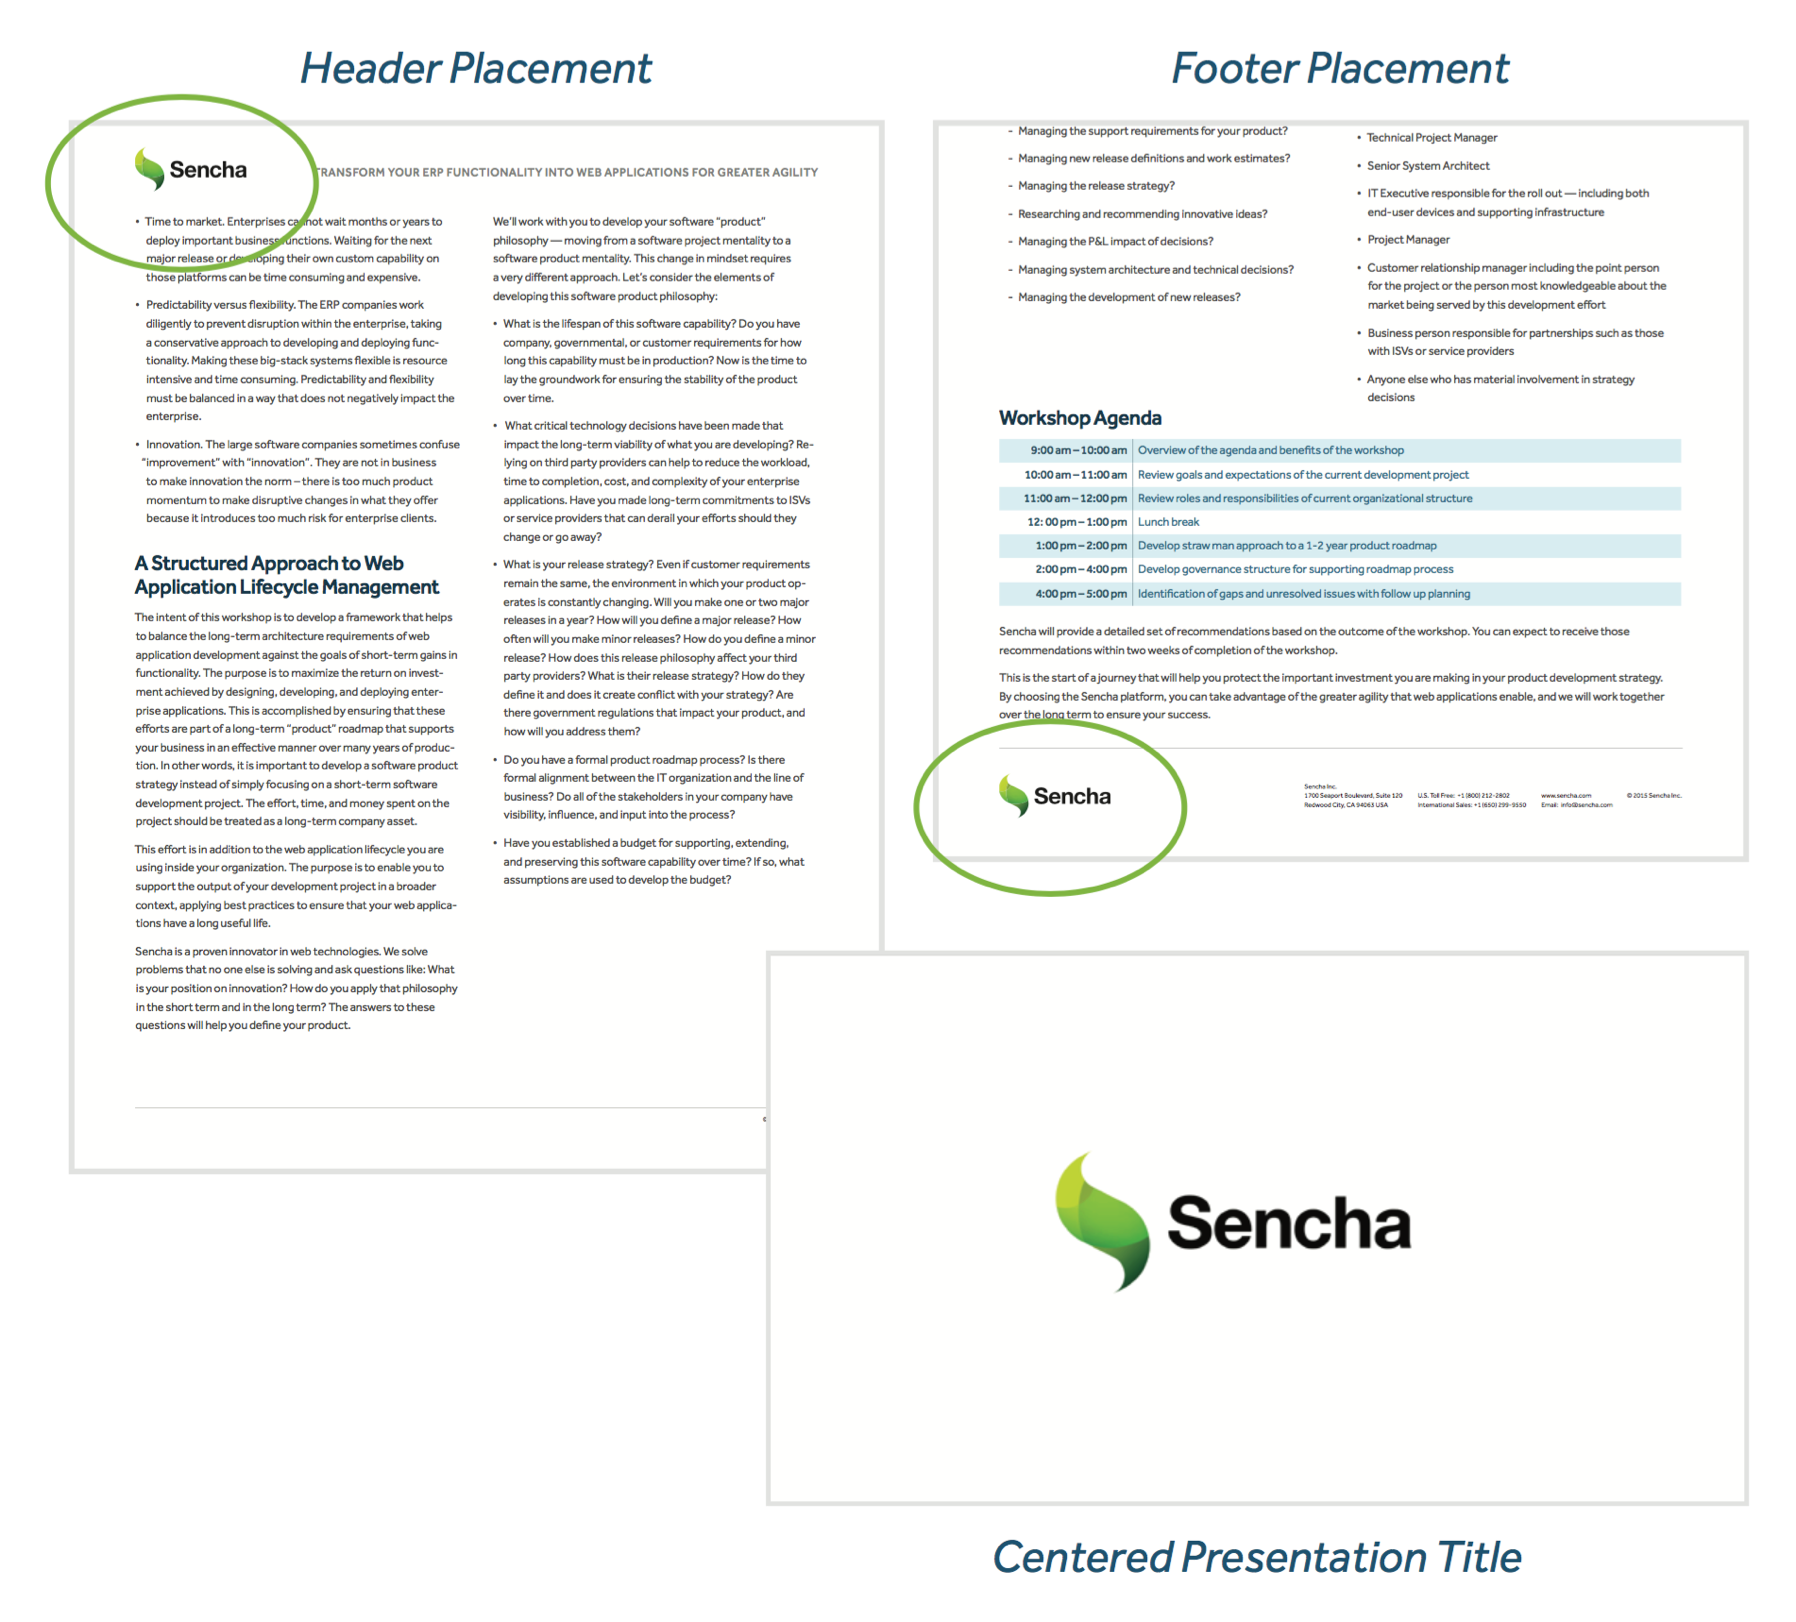 Header Placement
Sencha
TRANSFORM YOUR ERP FUNCTIONALITY INTO WEB APPLICATIONS FOR GREATER AGILITY
• Time to market. Enterprises cannot wait months or years to
deploy important business functions. Waiting for the next
major release or developing their own custom capability on
those platforms can be time consuming and expensive.
• Predictability versus flexibility. The ERP companies work
diligently to prevent disruption within the enterprise, taking
a conservative approach to developing and deploying func-
tionality. Making these big-stack systems flexible is resource
intensive and time consuming. Predictability and flexibility
must be balanced in a way that does not negatively impact the
enterprise.
• Innovation. The large software companies sometimes confuse
"improvement" with "innovation". They are not in business
to make innovation the norm – there is too much product
momentum to make disruptive changes in what they offer
because it introduces too much risk for enterprise clients.
A Structured Approach to Web
Application Lifecycle Management
The intent of this workshop is to develop a framework that helps
to balance the long-term architecture requirements of web
application development against the goals of short-term gains in
functionality. The purpose is to maximize the return on invest-
ment achieved by designing, developing, and deploying enter-
prise applications. This is accomplished by ensuring that these
efforts are part of a long-term "product" roadmap that supports
your business in an effective manner over many years of produc-
tion. In other words, it is important to develop a software product
strategy instead of simply focusing on a short-term software
development project. The effort, time, and money spent on the
project should be treated as a long-term company asset.
This effort is in addition to the web application lifecycle you are
using inside your organization. The purpose is to enable you to
support the output of your development project in a broader
context, applying best practices to ensure that your web applica-
tions have a long useful life.
Sencha is a proven innovator in web technologies. We solve
problems that no one else is solving and ask questions like: What
is your position on innovation? How do you apply that philosophy
in the short term and in the long term? The answers to these
questions will help you define your product.
We'll work with you to develop your software "product"
philosophy — moving from a software project mentality to a
software product mentality. This change in mindset requires
a very different approach. Let's consider the elements of
developing this software product philosophy:
• What is the lifespan of this software capability? Do you have
company, governmental, or customer requirements for how
long this capability must be in production? Now is the time to
lay the groundwork for ensuring the stability of the product
over time.
• What critical technology decisions have been made that
impact the long-term viability of what you are developing? Re-
lying on third party providers can help to reduce the workload,
time to completion, cost, and complexity of your enterprise
applications. Have you made long-term commitments to ISVs
or service providers that can derail your efforts should they
change or go away?
• What is your release strategy? Even if customer requirements
remain the same, the environment in which your product op-
erates is constantly changing. Will you make one or two major
releases in a year? How will you define a major release? How
often will you make minor releases? How do you define a minor
release? How does this release philosophy affect your third
party providers? What is their release strategy? How do they
define it and does it create conflict with your strategy? Are
there government regulations that impact your product, and
how will you address them?
• Do you have a formal product roadmap process? Is there
formal alignment between the IT organization and the line of
business? Do all of the stakeholders in your company have
visibility, influence, and input into the process?
• Have you established a budget for supporting, extending,
and preserving this software capability over time? If so, what
assumptions are used to develop the budget?
Footer Placement
- Managing the support requirements for your product?
- Managing new release definitions and work estimates?
- Managing the release strategy?
- Researching and recommending innovative ideas?
- Managing the P&L impact of decisions?
- Managing system architecture and technical decisions?
- Managing the development of new releases?
• Technical Project Manager
• Senior System Architect
• IT Executive responsible for the roll out — including both
end-user devices and supporting infrastructure
• Project Manager
• Customer relationship manager including the point person
for the project or the person most knowledgeable about the
market being served by this development effort
• Business person responsible for partnerships such as those
with ISVs or service providers
• Anyone else who has material involvement in strategy
decisions
Workshop Agenda
9:00 am – 10:00 am Overview of the agenda and benefits of the workshop
10:00 am – 11:00 am Review goals and expectations of the current development project
11:00 am – 12:00 pm Review roles and responsibilities of current organizational structure
12: 00 pm – 1:00 pm Lunch break
1:00 pm – 2:00 pm Develop straw man approach to a 1-2 year product roadmap
2:00 pm – 4:00 pm Develop governance structure for supporting roadmap process
4:00 pm – 5:00 pm Identification of gaps and unresolved issues with follow up planning
Sencha will provide a detailed set of recommendations based on the outcome of the workshop. You can expect to receive those
recommendations within two weeks of completion of the workshop.
This is the start of a journey that will help you protect the important investment you are making in your product development strategy.
By choosing the Sencha platform, you can take advantage of the greater agility that web applications enable, and we will work together
over the long term to ensure your success.
Sencha
Sencha Inc.
1700 Seaport Boulevard, Suite 120
Redwood City, CA 94063 USA
U.S. Toll Free: +1 (800) 212-2802
International Sales: +1 (650) 299-5550
www.sencha.com
Email: info@sencha.com
© 2015 Sencha Inc.
Sencha
Centered Presentation Title